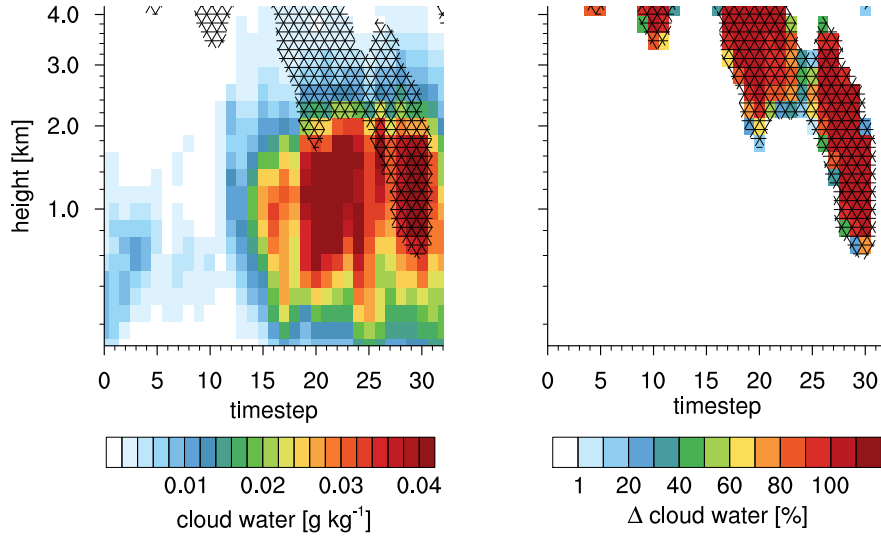 4.0
3.0
2.0
1.0
height [km]
0 5 10 15 20 25 30
timestep
0.01 0.02 0.03 0.04
cloud water [g kg⁻¹]
0 5 10 15 20 25 30
timestep
1 20 40 60 80 100
Δ cloud water [%]